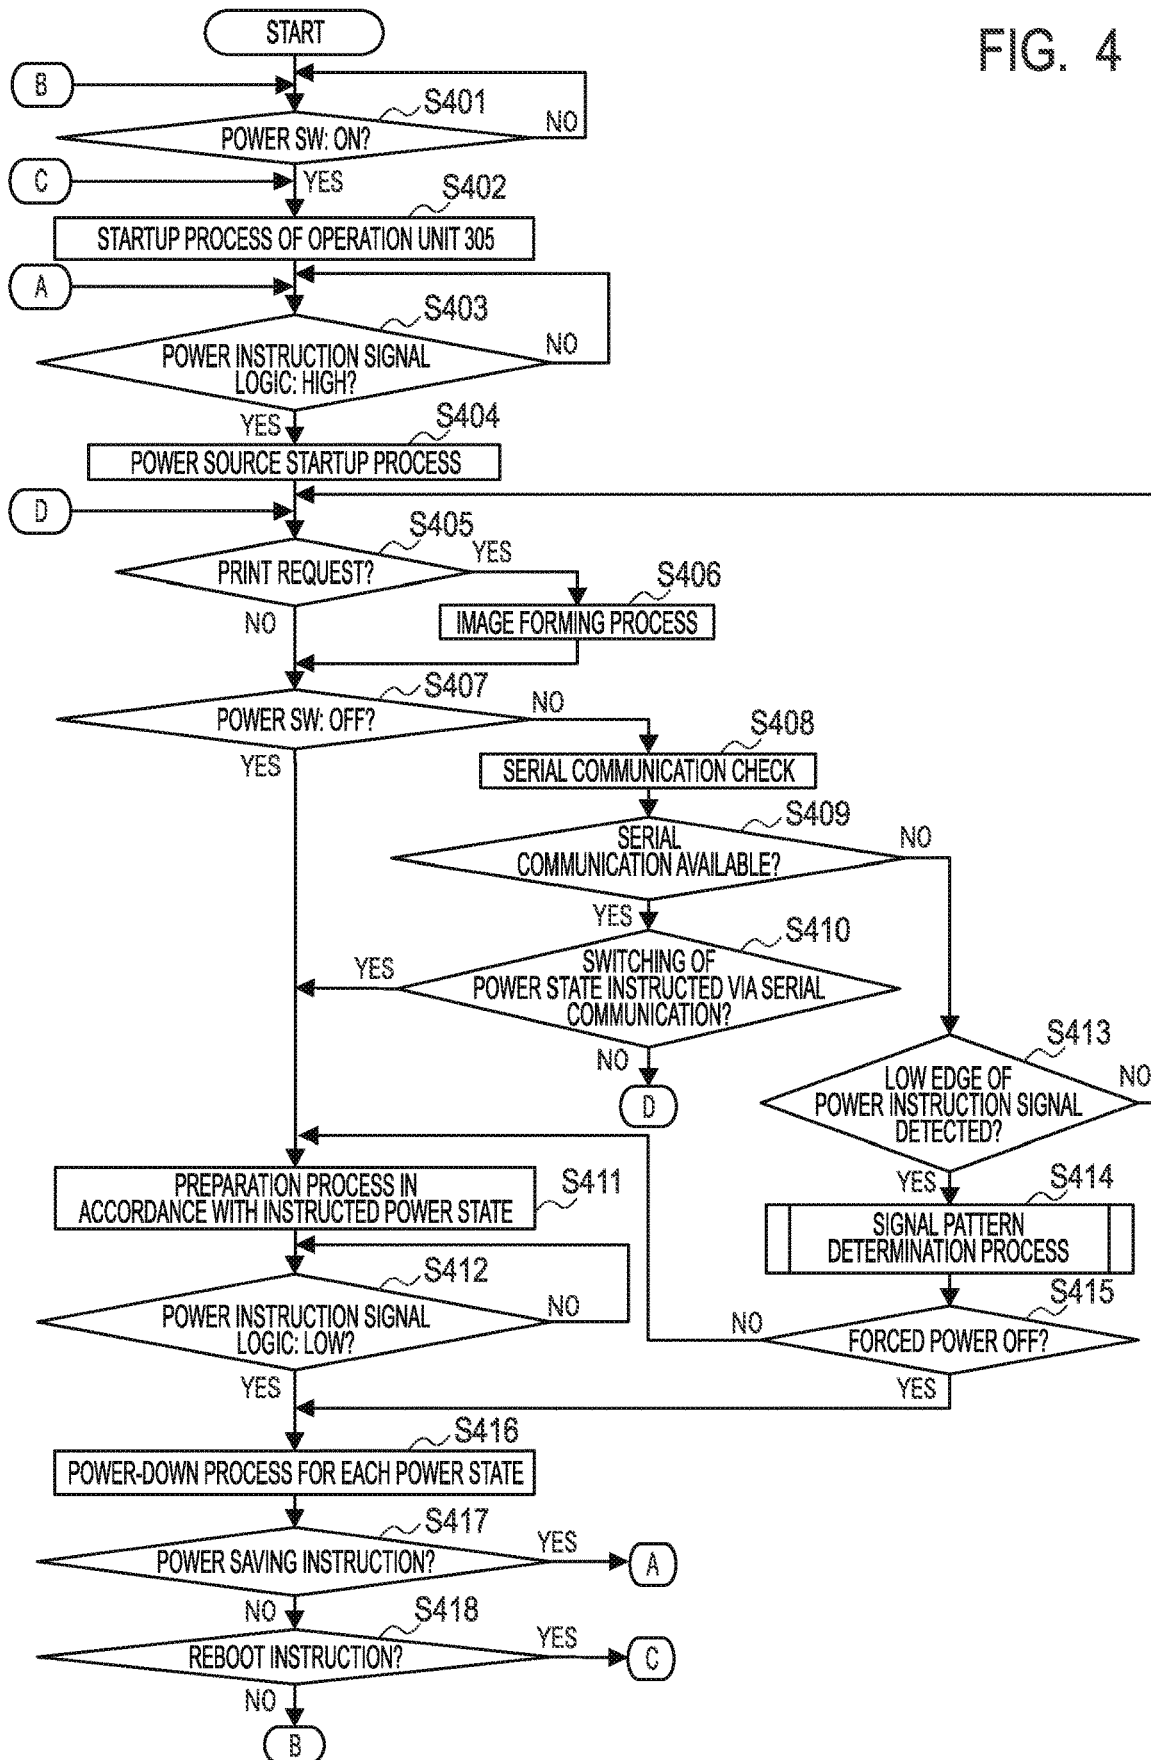 FIG. 4
START
B
S401
POWER SW: ON?
NO
C
YES
S402
STARTUP PROCESS OF OPERATION UNIT 305
A
S403
POWER INSTRUCTION SIGNAL
LOGIC: HIGH?
NO
YES
S404
POWER SOURCE STARTUP PROCESS
D
S405
PRINT REQUEST?
YES
S406
NO
IMAGE FORMING PROCESS
S407
POWER SW: OFF?
NO
YES
S408
SERIAL COMMUNICATION CHECK
S409
SERIAL
COMMUNICATION AVAILABLE?
NO
YES
S410
SWITCHING OF
POWER STATE INSTRUCTED VIA SERIAL
COMMUNICATION?
YES
NO
D
S413
LOW EDGE OF
POWER INSTRUCTION SIGNAL
DETECTED?
NO
YES
S411
PREPARATION PROCESS IN
ACCORDANCE WITH INSTRUCTED POWER STATE
S414
SIGNAL PATTERN
DETERMINATION PROCESS
S412
POWER INSTRUCTION SIGNAL
LOGIC: LOW?
NO
YES
S415
FORCED POWER OFF?
NO
YES
S416
POWER-DOWN PROCESS FOR EACH POWER STATE
S417
POWER SAVING INSTRUCTION?
YES
A
NO
S418
REBOOT INSTRUCTION?
YES
C
NO
B